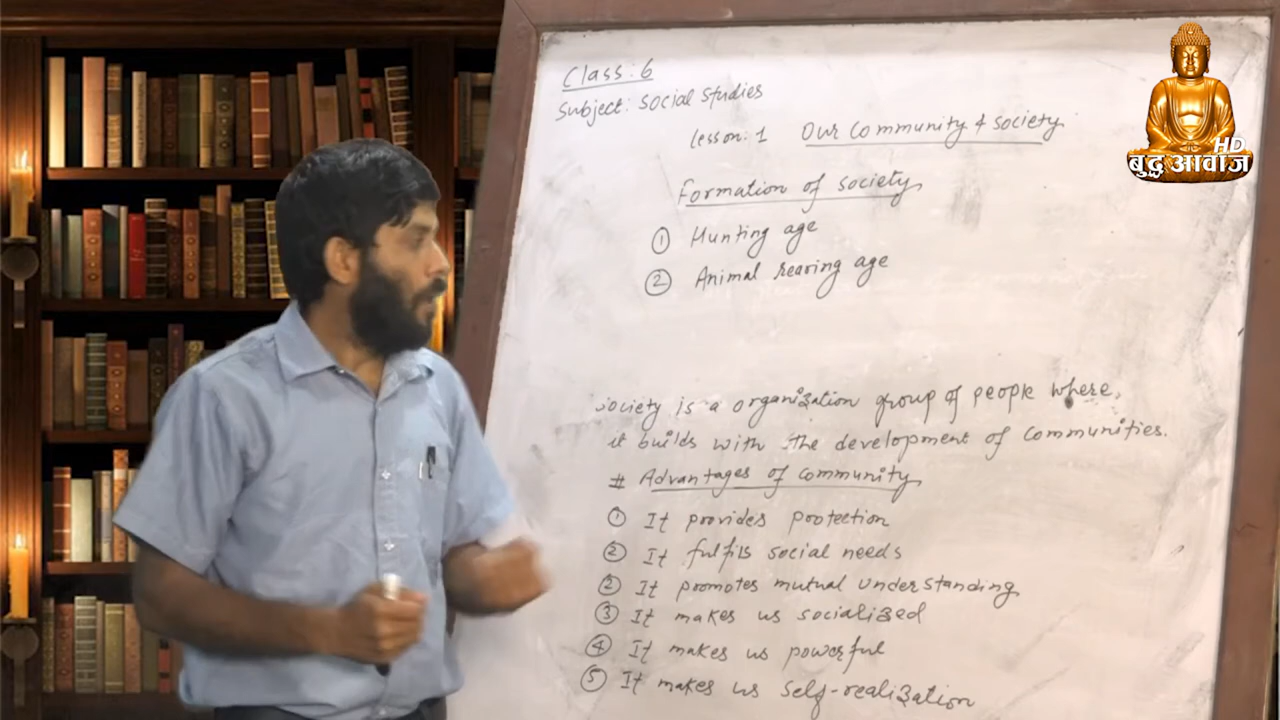 Class: 6
Subject: Social Studies
Lesson: 1 Our Community & Society
Formation of Society
① Hunting age
② Animal rearing age
Society is a organization group of people where,
it builds with the development of communities.
# Advantages of Community
① It provides protection
② It fulfils social needs
② It promotes mutual understanding
③ It makes us socialized
④ It makes us powerful
⑤ It makes us self-realization
HD
बुद्ध आवाज